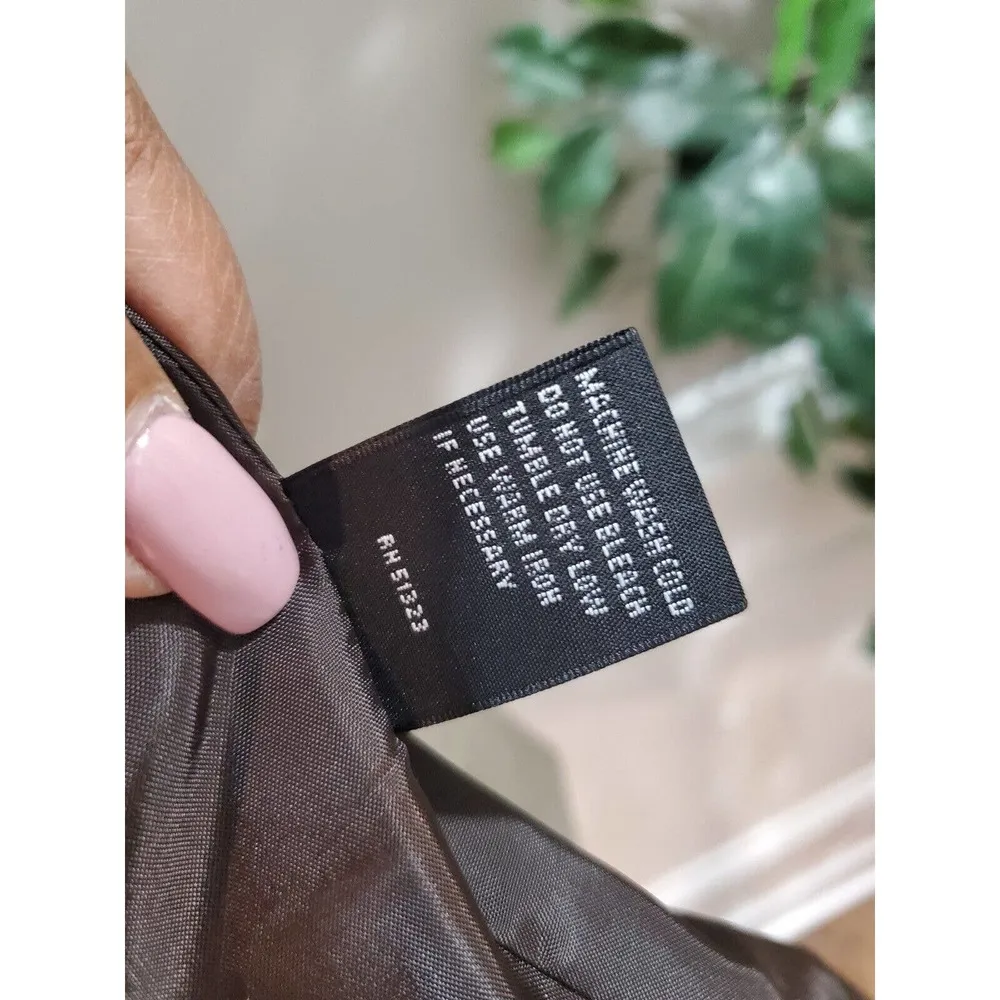 MACHINE WASH COLD
DO NOT USE BLEACH
TUMBLE DRY LOW
USE WARM IRON
IF NECESSARY
RN 51323